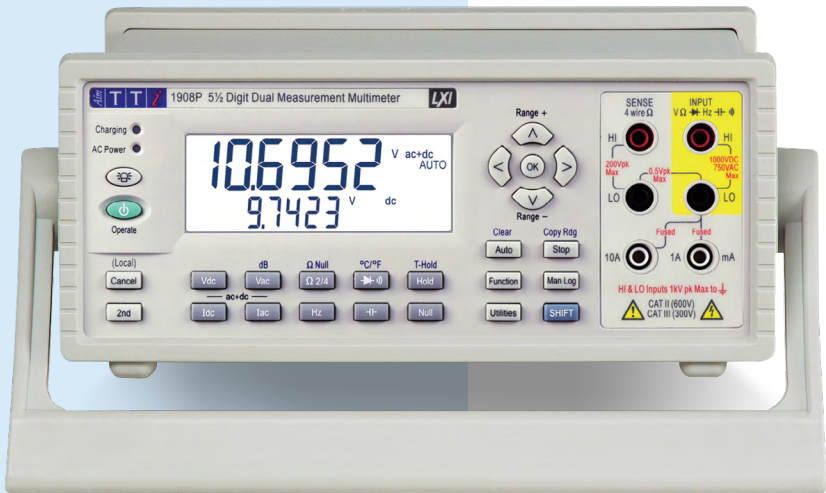 Aim TTi 1908P 5½ Digit Dual Measurement Multimeter LXI
Charging
AC Power
Operate
10.6952 V ac+dc
AUTO
9.7423 V dc
Range +
< OK >
Range −
(Local)
Cancel
2nd
dB
Ω Null
°C/°F
T-Hold
Vdc
Vac
Ω 2/4
Hold
ac+dc
Idc
Iac
Hz
Null
Clear
Copy Rdg
Auto
Stop
Function
Man Log
Utilities
SHIFT
SENSE
4 wire Ω
INPUT
V Ω Hz
HI
HI
200Vpk
Max
0.5Vpk
Max
1000VDC
750VAC
Max
LO
LO
Fused
Fused
10A
1A
mA
HI & LO Inputs 1kV pk Max to
CAT II (600V)
CAT III (300V)